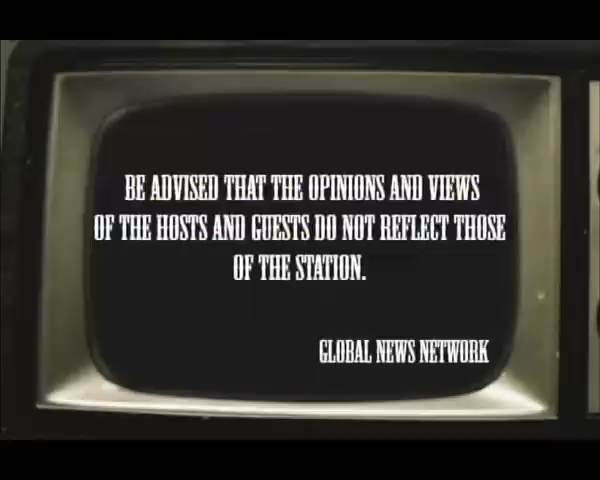 BE ADVISED THAT THE OPINIONS AND VIEWS
OF THE HOSTS AND GUESTS DO NOT REFLECT THOSE
OF THE STATION.
GLOBAL NEWS NETWORK